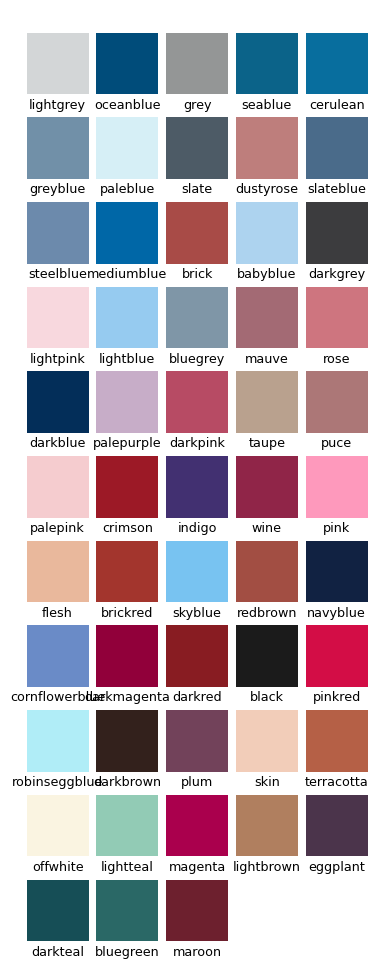 lightgrey oceanblue grey seablue cerulean
greyblue paleblue slate dustyrose slateblue
steelblue mediumblue brick babyblue darkgrey
lightpink lightblue bluegrey mauve rose
darkblue palepurple darkpink taupe puce
palepink crimson indigo wine pink
flesh brickred skyblue redbrown navyblue
cornflowerblue darkmagenta darkred black pinkred
robinseggblue darkbrown plum skin terracotta
offwhite lightteal magenta lightbrown eggplant
darkteal bluegreen maroon